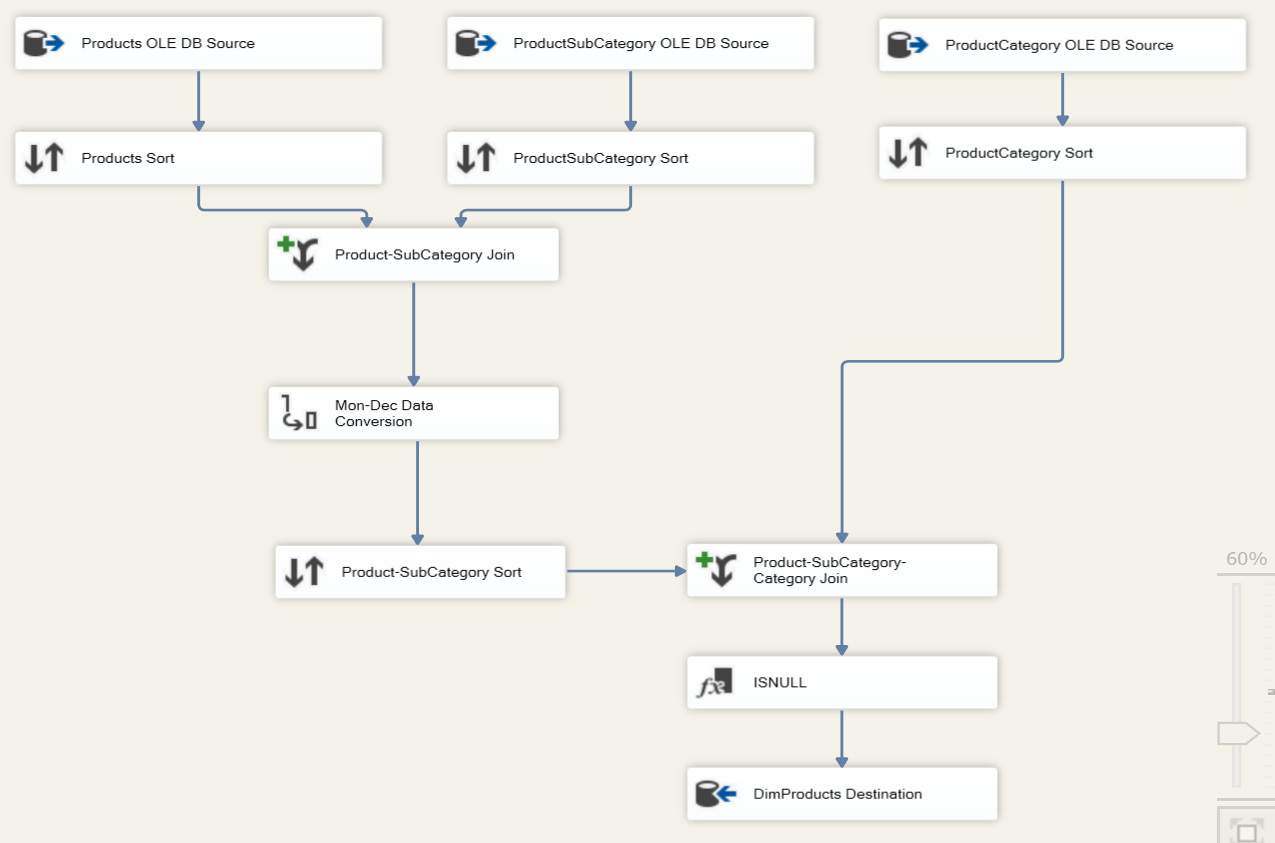 Products OLE DB Source
ProductSubCategory OLE DB Source
ProductCategory OLE DB Source
Products Sort
ProductSubCategory Sort
ProductCategory Sort
Product-SubCategory Join
Mon-Dec Data
Conversion
Product-SubCategory Sort
Product-SubCategory-
Category Join
60%
ISNULL
DimProducts Destination